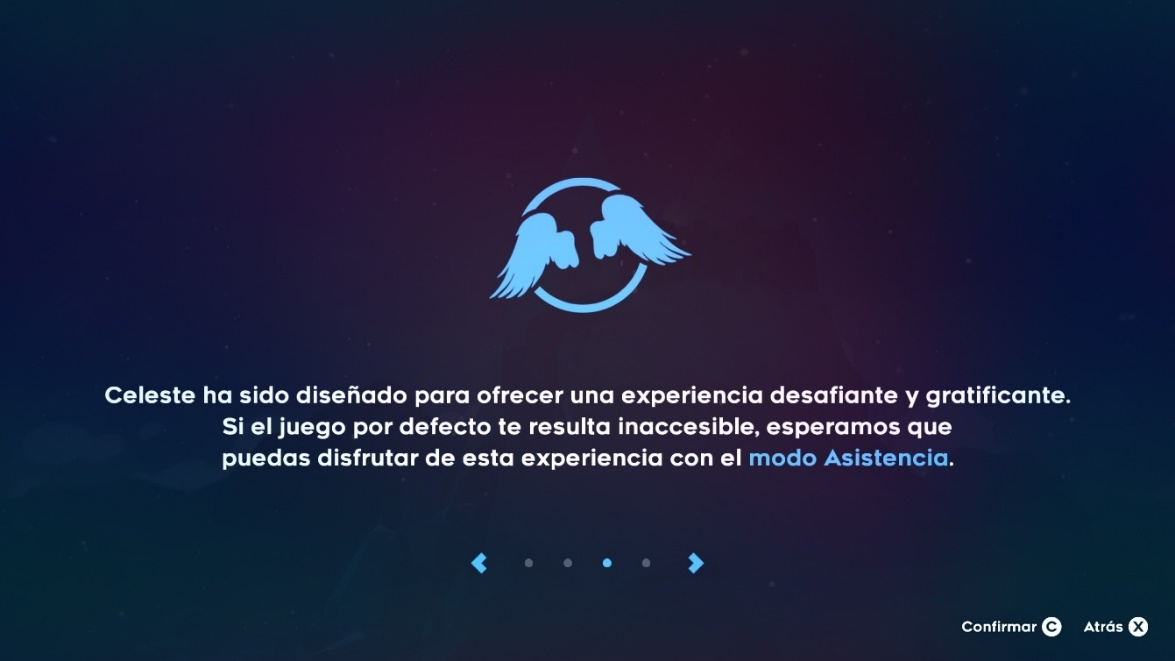 Celeste ha sido diseñado para ofrecer una experiencia desafiante y gratificante.
Si el juego por defecto te resulta inaccesible, esperamos que
puedas disfrutar de esta experiencia con el modo Asistencia.
Confirmar C Atrás X